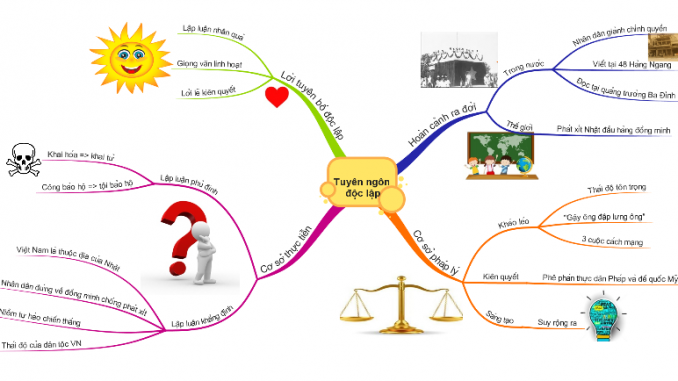 Tuyên ngôn
độc lập
Lời tuyên bố độc lập
Lập luận nhân quả
Giọng văn linh hoạt
Lời lẽ kiên quyết
Hoàn cảnh ra đời
Trong nước
Nhân dân giành chính quyền
Viết tại 48 Hàng Ngang
Đọc tại quảng trường Ba Đình
Thế giới
Phát xít Nhật đầu hàng đồng minh
Cơ sở thực tiễn
Lập luận phủ định
Khai hóa => khai tử
Công bảo hộ => tội bảo hộ
Lập luận khẳng định
Việt Nam là thuộc địa của Nhật
Nhân dân đứng về đồng minh chống phát xít
Niềm tự hào chiến thắng
Thái độ của dân tộc VN
Cơ sở pháp lý
Khéo léo
Thái độ tôn trọng
"Gậy ông đập lưng ông"
3 cuộc cách mạng
Kiên quyết
Phê phán thực dân Pháp và đế quốc Mỹ
Sáng tạo
Suy rộng ra